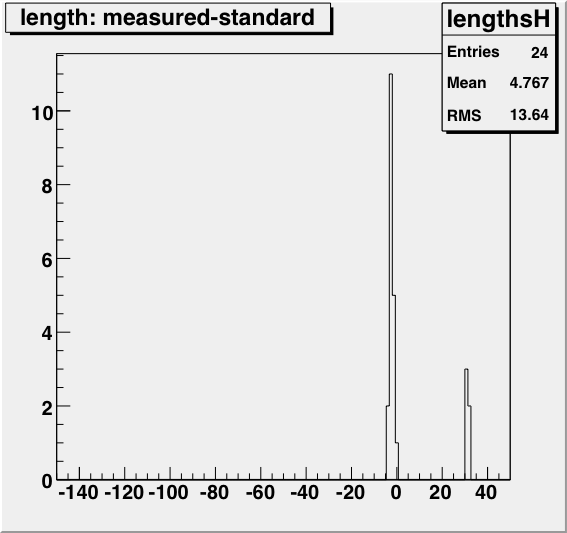 length: measured-standard
lengthsH
Entries 24
Mean 4.767
RMS 13.64
10
8
6
4
2
0
-140 -120 -100 -80 -60 -40 -20 0 20 40